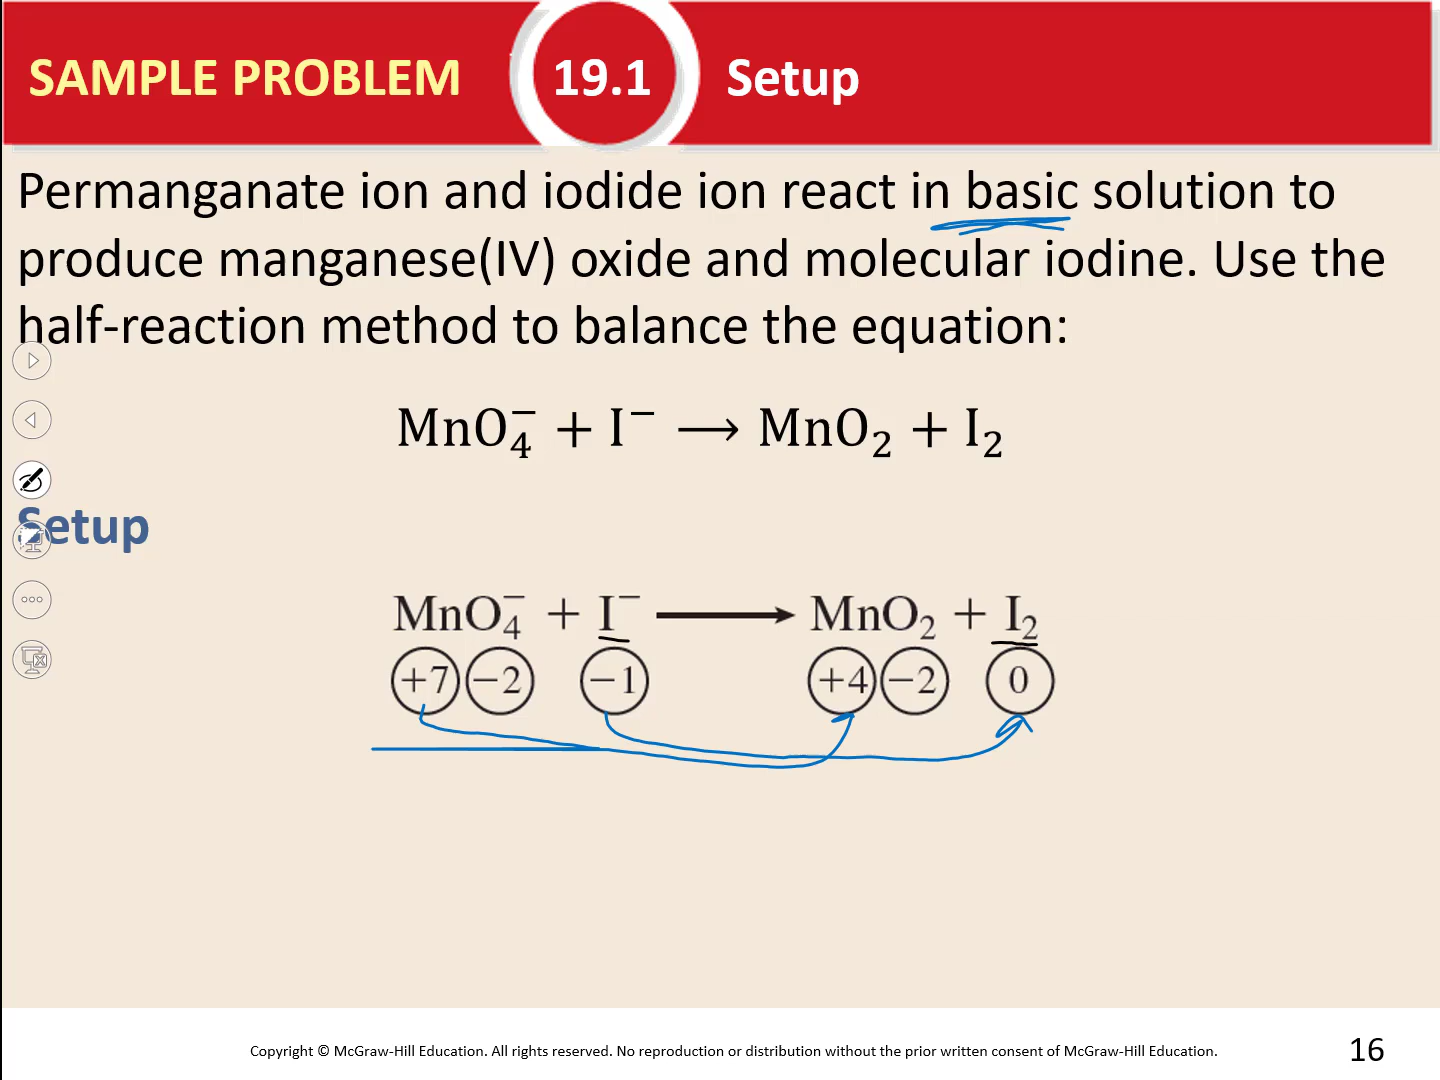 SAMPLE PROBLEM 19.1 Setup
Permanganate ion and iodide ion react in basic solution to
produce manganese(IV) oxide and molecular iodine. Use the
half-reaction method to balance the equation:
MnO₄⁻ + I⁻ ⟶ MnO₂ + I₂
Setup
MnO₄⁻ + I⁻ ⟶ MnO₂ + I₂
+7 −2 −1 +4 −2 0
Copyright © McGraw-Hill Education. All rights reserved. No reproduction or distribution without the prior written consent of McGraw-Hill Education.
16